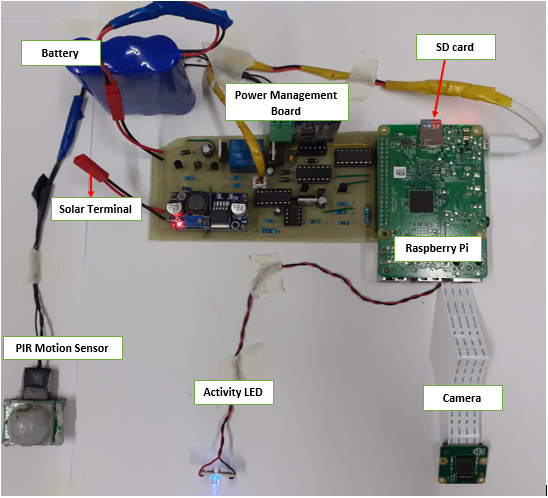 Battery
SD card
Power Management
Board
Solar Terminal
Raspberry Pi
PIR Motion Sensor
Activity LED
Camera